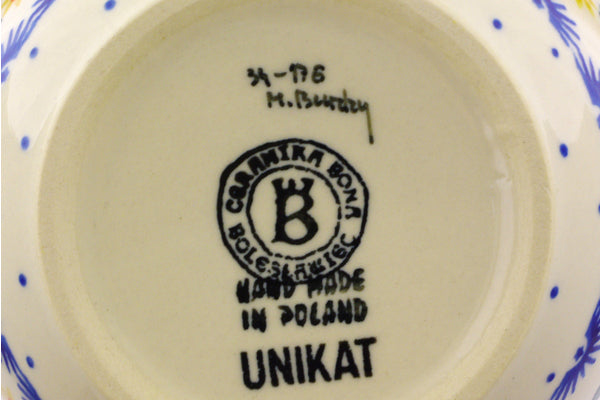 34-176
M. Burdzy
CERAMIKA BONA
B
BOLESŁAWIEC
HAND MADE
IN POLAND
UNIKAT